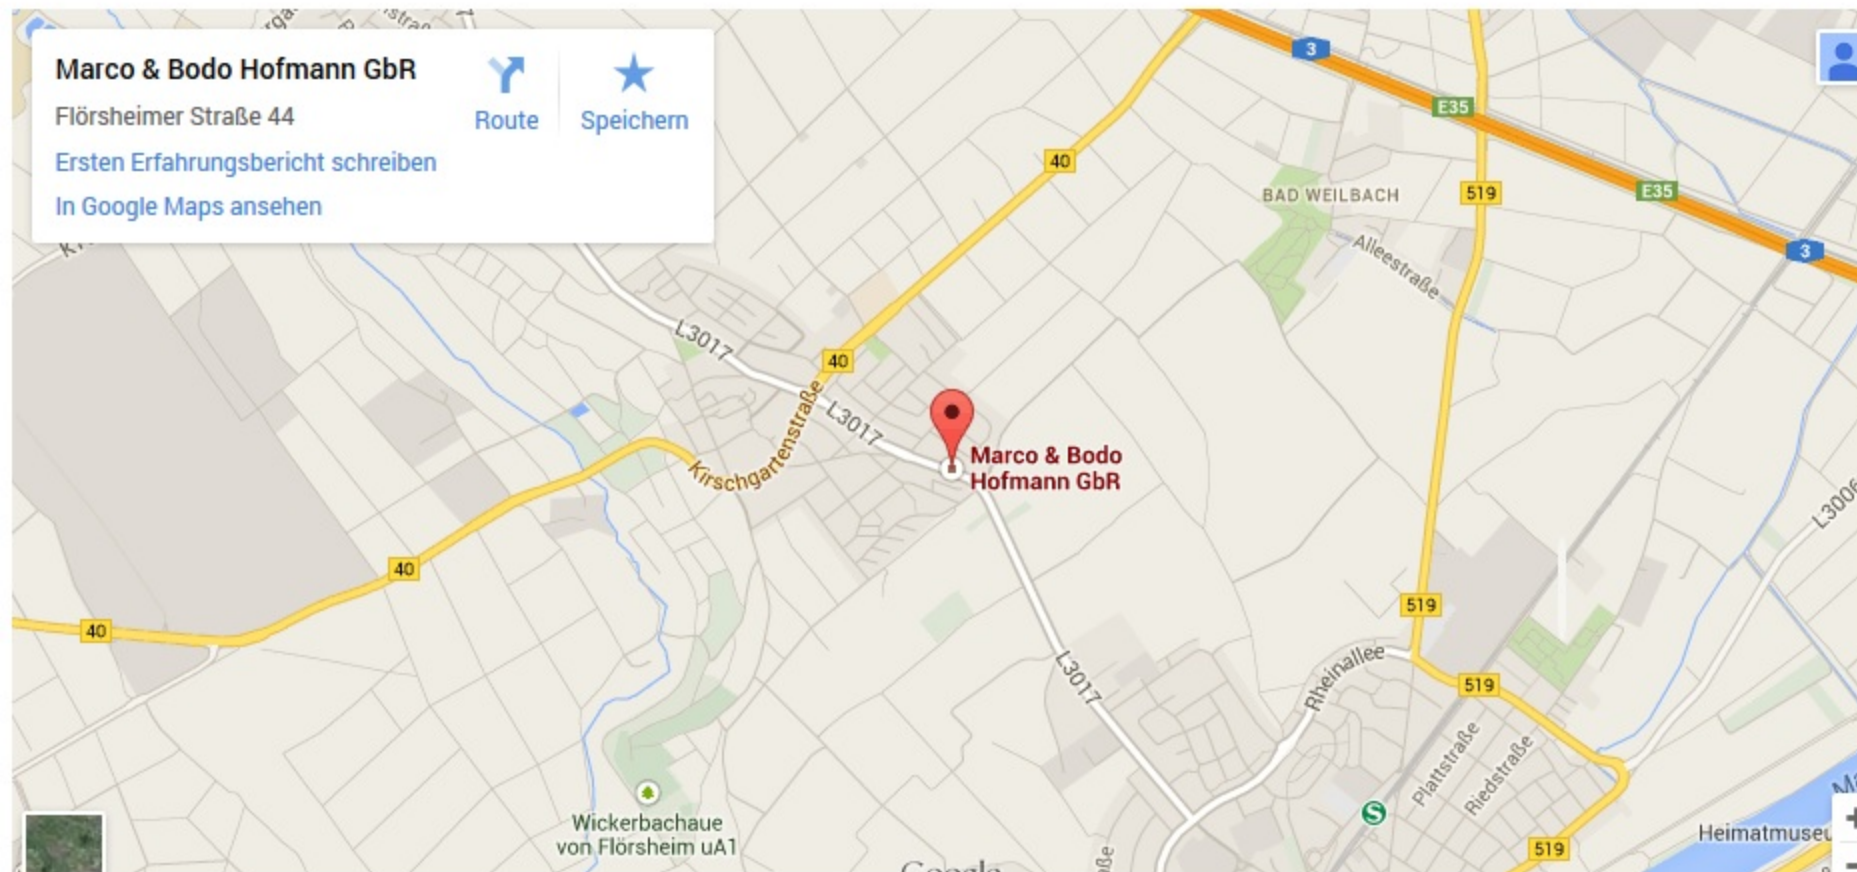 Marco & Bodo Hofmann GbR
Flörsheimer Straße 44
Ersten Erfahrungsbericht schreiben
In Google Maps ansehen
Route
Speichern
3
E35
519
E35
3
40
BAD WEILBACH
Alleestraße
L3017
40
L3017
Kirschgartenstraße
Marco & Bodo
Hofmann GbR
L3006
40
40
519
519
L3017
Rheinallee
Plattstraße
Riedstraße
S
Wickerbachaue
von Flörsheim uA1
519
Google